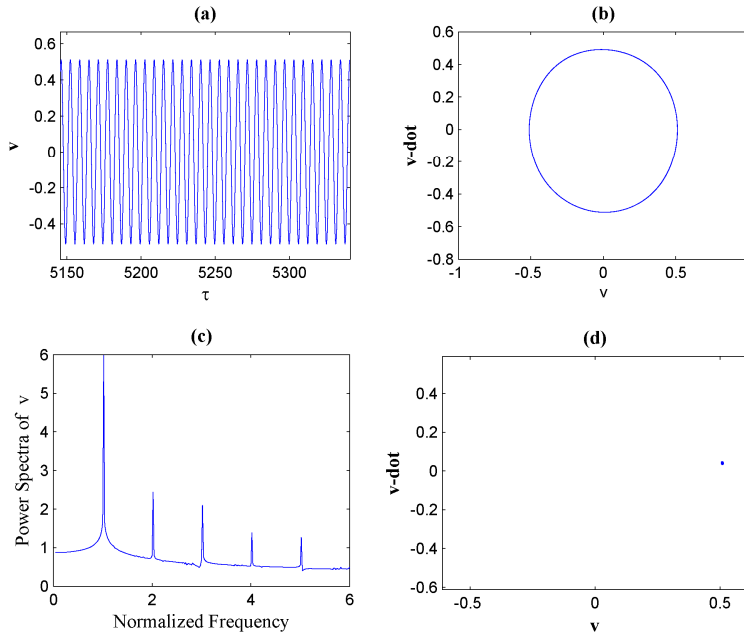 (a)
0.6
0.4
0.2
0
-0.2
-0.4
v
5150 5200 5250 5300
τ
(b)
0.6
0.4
0.2
0
-0.2
-0.4
-0.6
-0.8
v-dot
-1 -0.5 0 0.5
v
(c)
6
5
4
3
2
1
0
Power Spectra of v
0 2 4 6
Normalized Frequency
(d)
0.4
0.2
0
-0.2
-0.4
-0.6
v-dot
-0.5 0 0.5
v